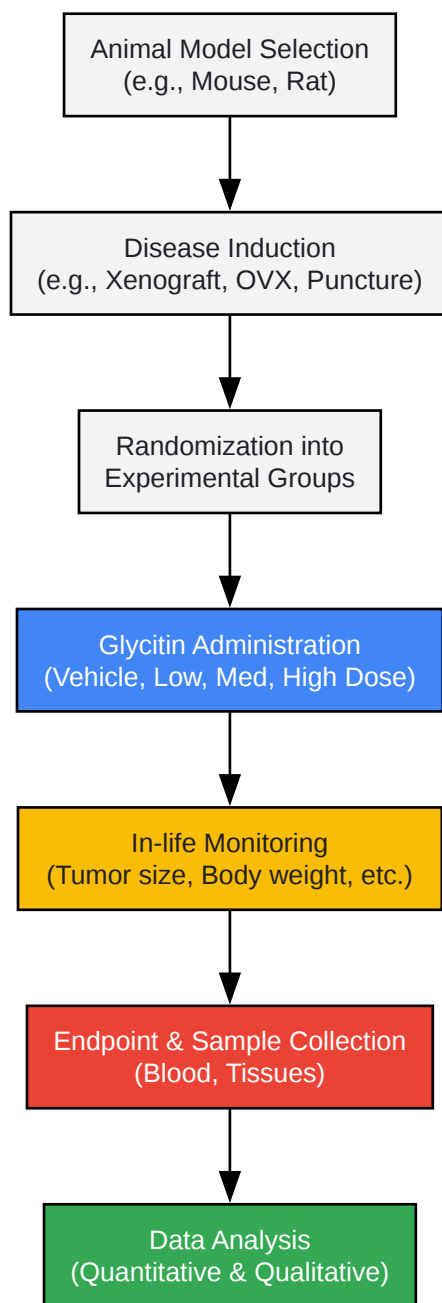 Animal Model Selection
(e.g., Mouse, Rat)
Disease Induction
(e.g., Xenograft, OVX, Puncture)
Randomization into
Experimental Groups
Glycitin Administration
(Vehicle, Low, Med, High Dose)
In-life Monitoring
(Tumor size, Body weight, etc.)
Endpoint & Sample Collection
(Blood, Tissues)
Data Analysis
(Quantitative & Qualitative)